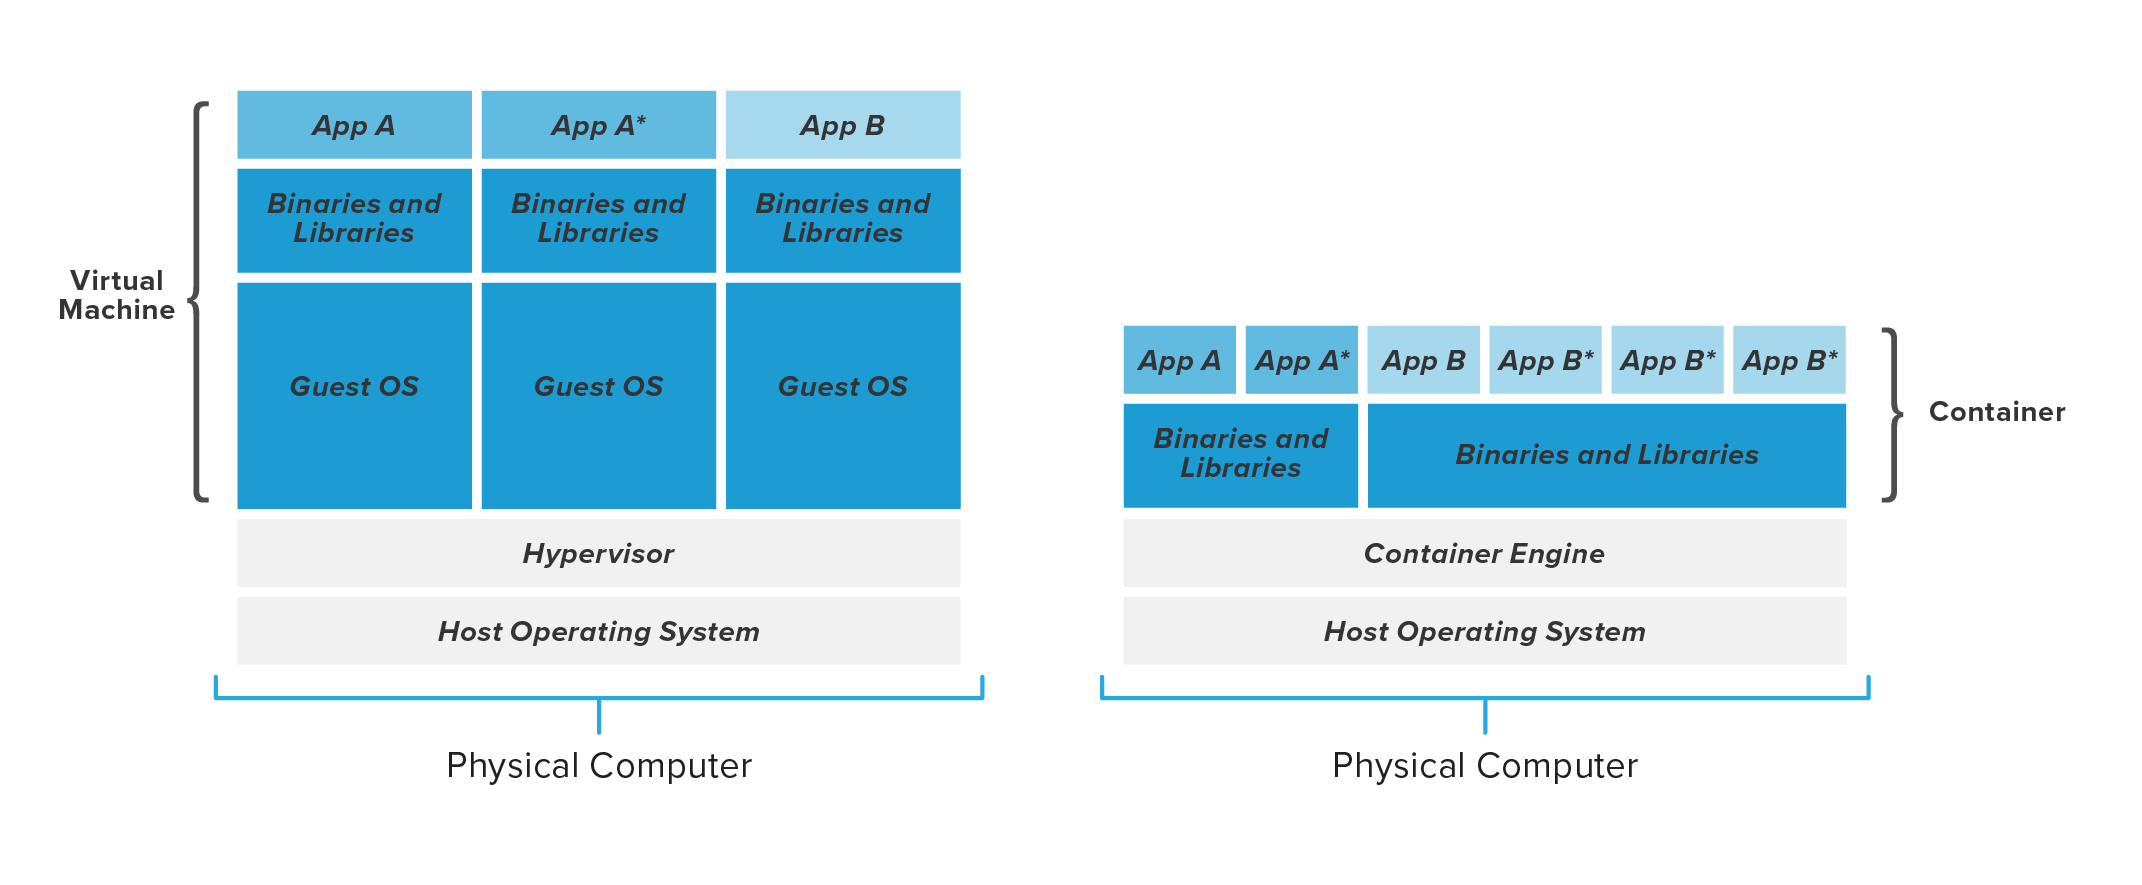 App A
App A*
App B
Binaries and
Libraries
Binaries and
Libraries
Binaries and
Libraries
Virtual
Machine
Guest OS
Guest OS
Guest OS
Hypervisor
Host Operating System
Physical Computer
App A
App A*
App B
App B*
App B*
App B*
Binaries and
Libraries
Binaries and Libraries
Container
Container Engine
Host Operating System
Physical Computer